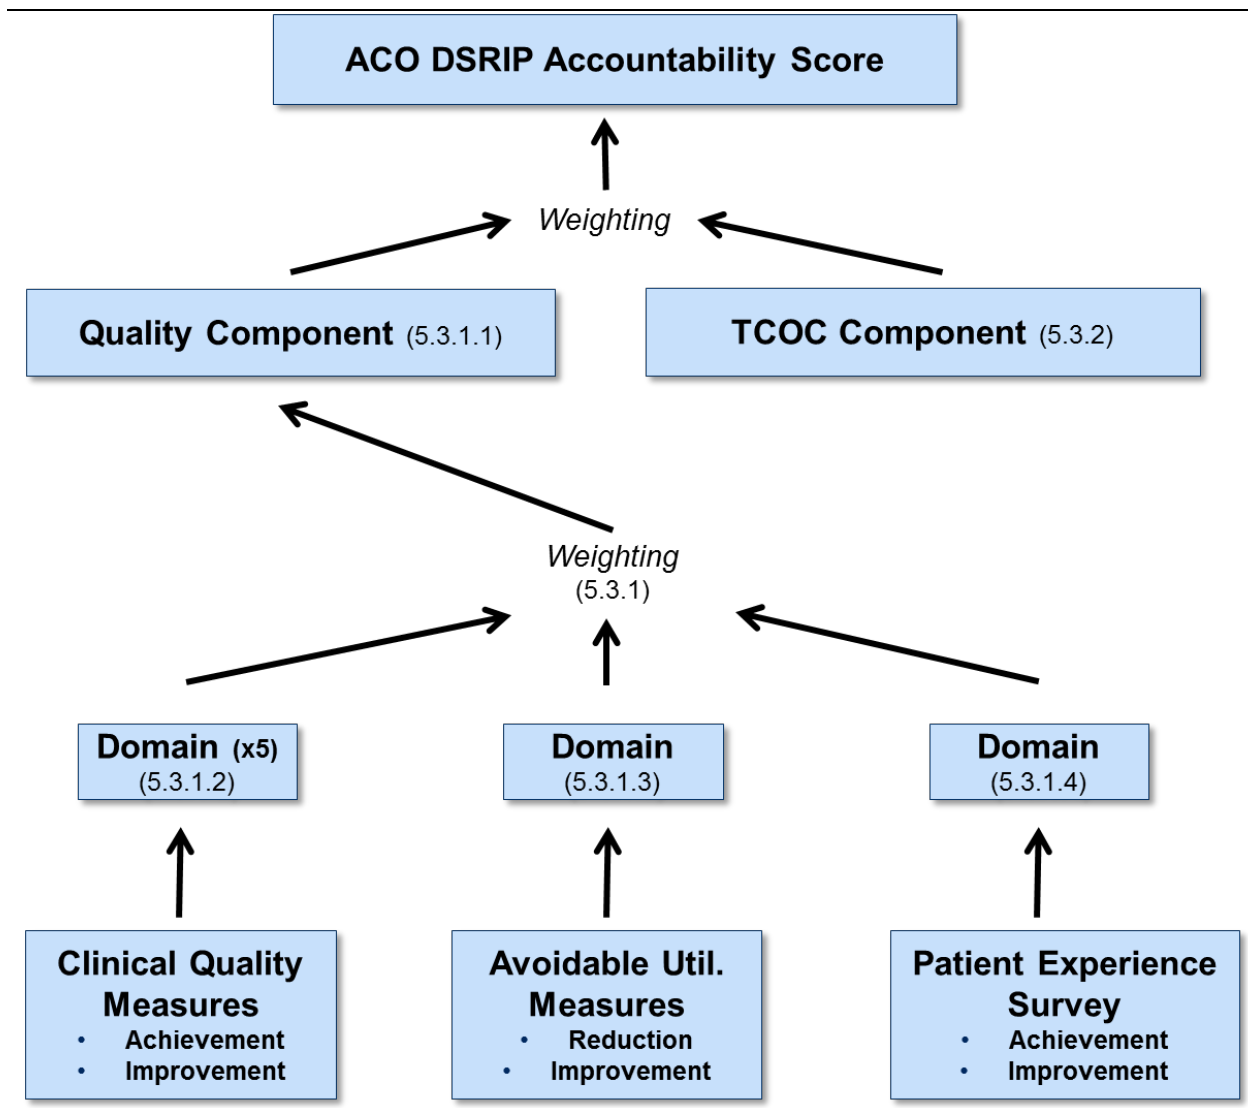 ACO DSRIP Accountability Score
Weighting
Quality Component (5.3.1.1)
TCOC Component (5.3.2)
Weighting
(5.3.1)
Domain (x5)
(5.3.1.2)
Domain
(5.3.1.3)
Domain
(5.3.1.4)
Clinical Quality
Measures
• Achievement
• Improvement
Avoidable Util.
Measures
• Reduction
• Improvement
Patient Experience
Survey
• Achievement
• Improvement